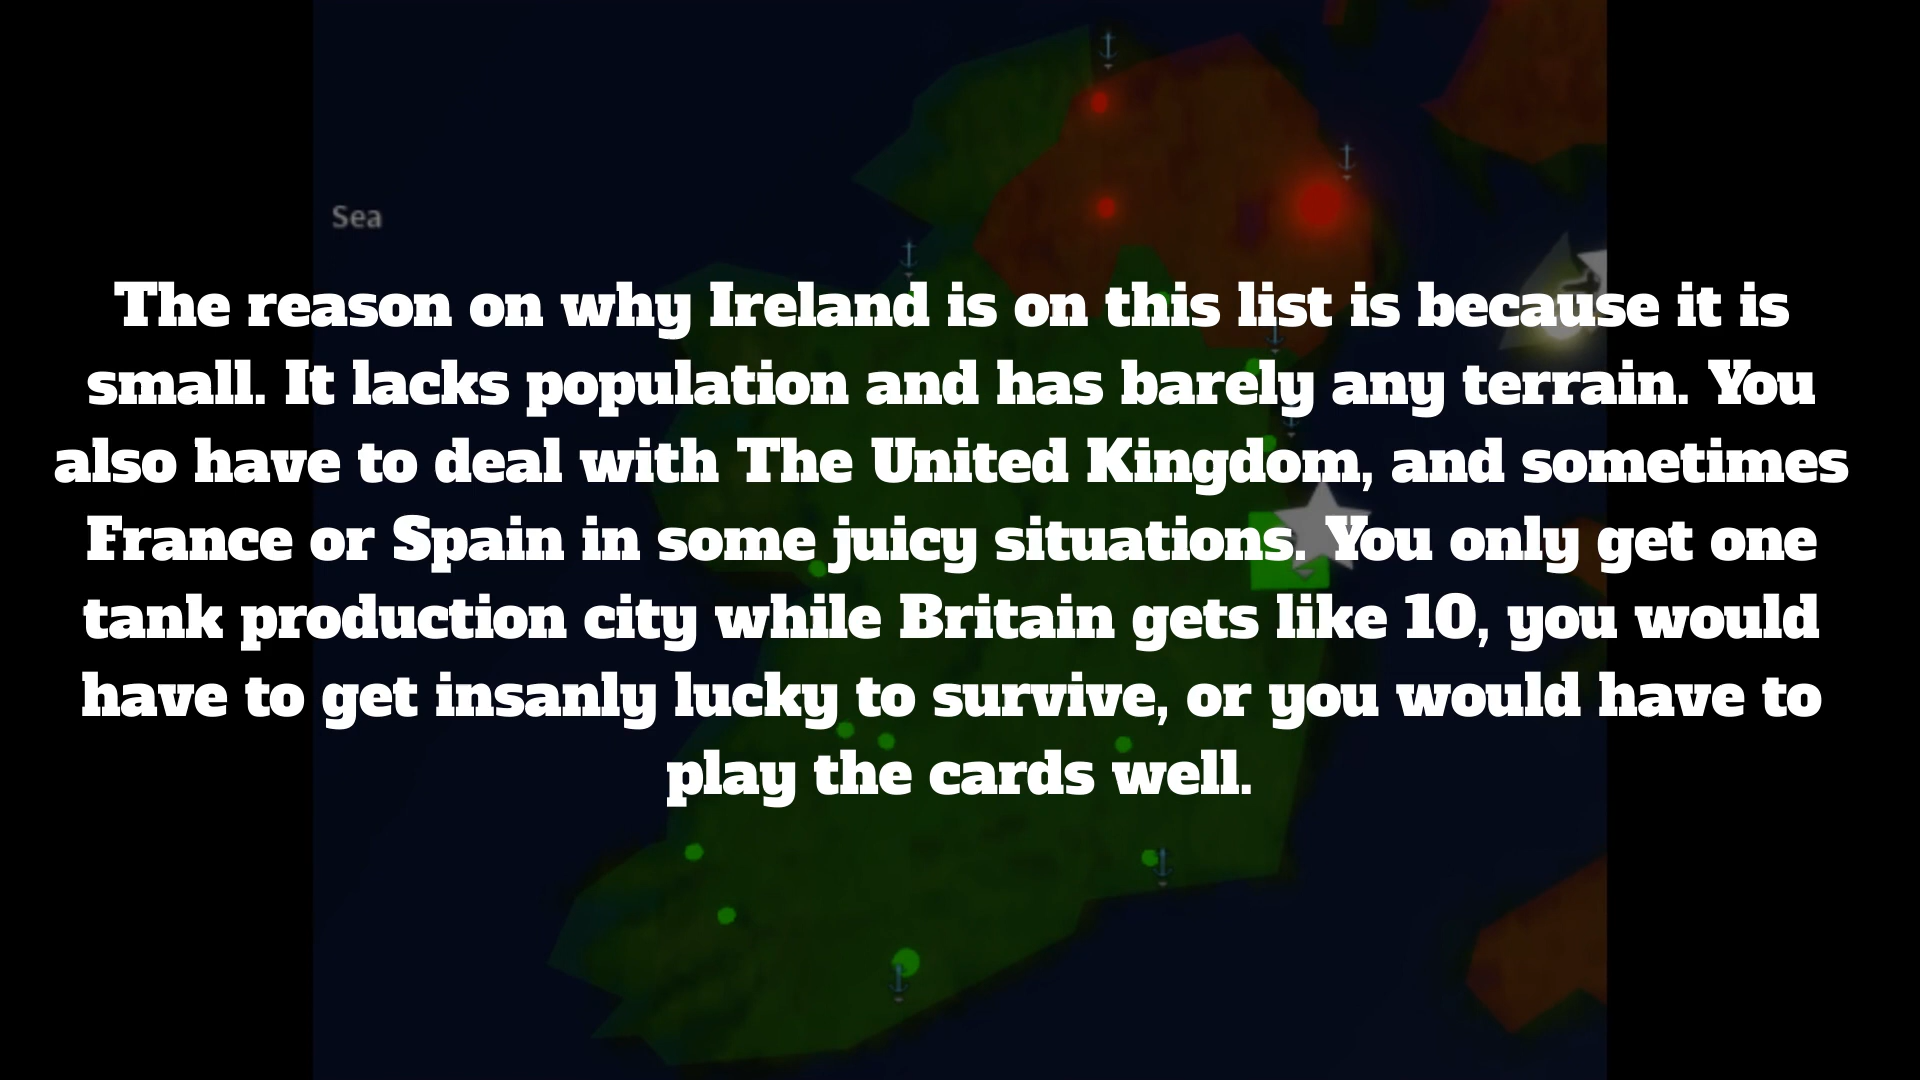 Sea
The reason on why Ireland is on this list is because it is
small. It lacks population and has barely any terrain. You
also have to deal with The United Kingdom, and sometimes
France or Spain in some juicy situations. You only get one
tank production city while Britain gets like 10, you would
have to get insanly lucky to survive, or you would have to
play the cards well.